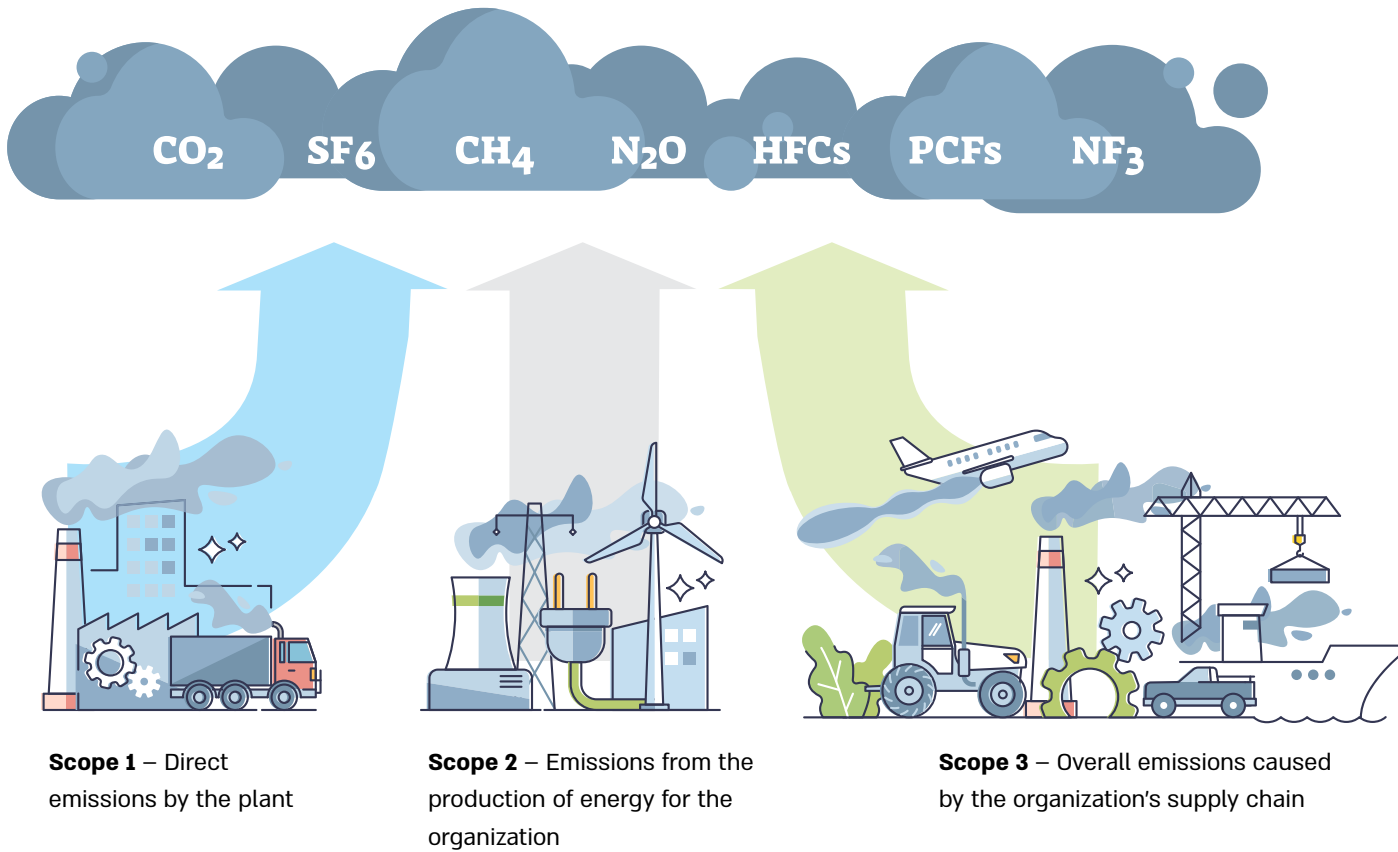 CO2 SF6 CH4 N2O HFCs PCFs NF3
Scope 1 – Direct
emissions by the plant
Scope 2 – Emissions from the
production of energy for the
organization
Scope 3 – Overall emissions caused
by the organization's supply chain